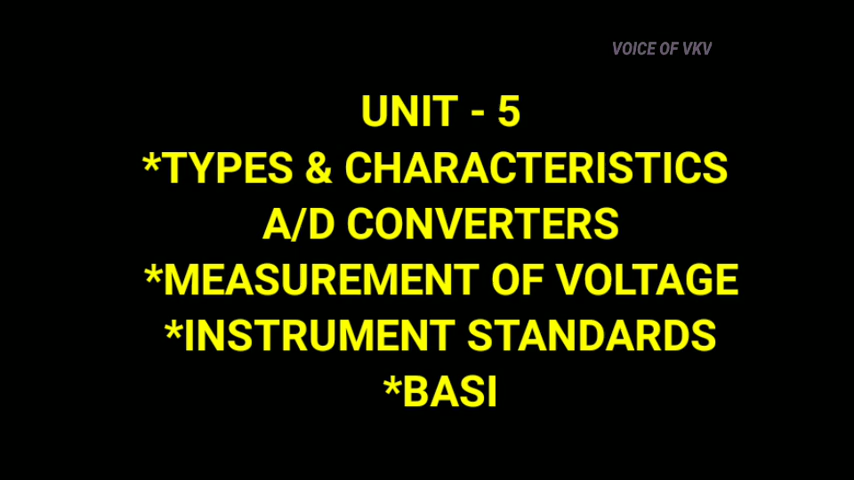 VOICE OF VKV
UNIT - 5
*TYPES & CHARACTERISTICS
A/D CONVERTERS
*MEASUREMENT OF VOLTAGE
*INSTRUMENT STANDARDS
*BASI